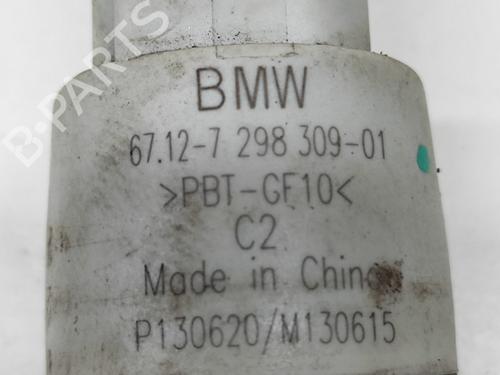 B-PARTS
BMW
67.12-7 298 309-01
>PBT-GF10<
C2
Made in China
P130620/M130615